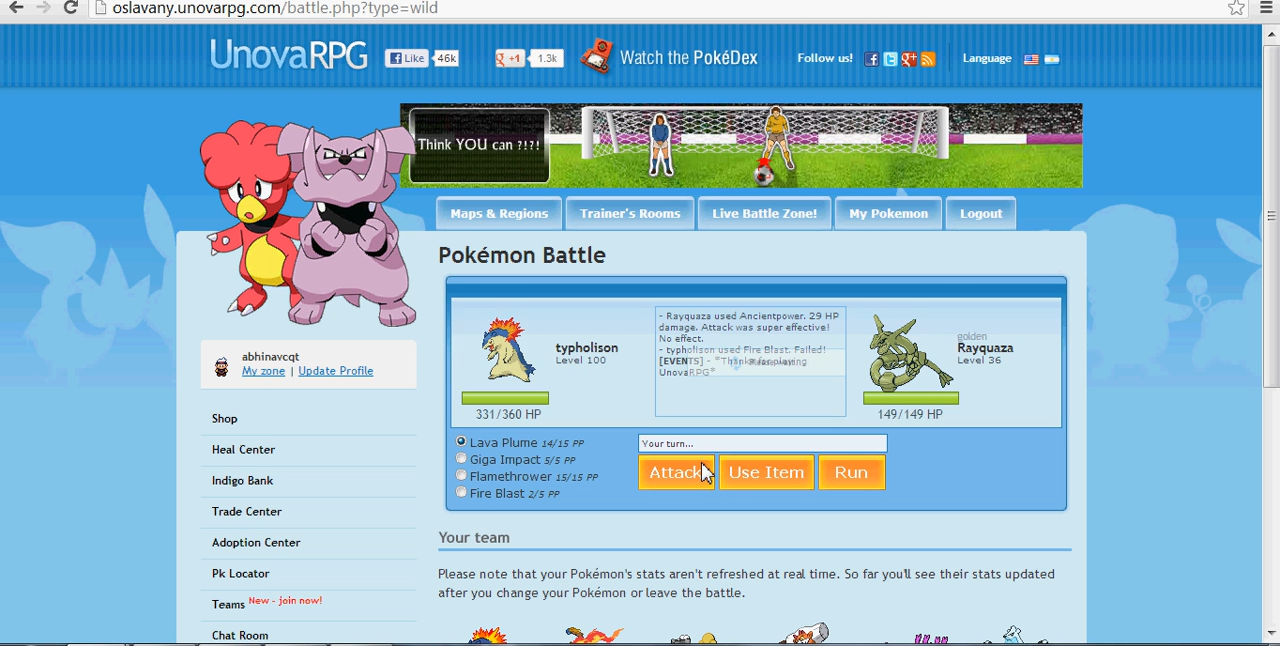 oslavany.unovarpg.com/battle.php?type=wild
UnovaRPG
Like 46k
+1 1.3k
Watch the PokéDex
Follow us!
Language
Think YOU can ?!?!
Maps & Regions
Trainer's Rooms
Live Battle Zone!
My Pokemon
Logout
Pokémon Battle
typholison
Level 100
331/360 HP
- Rayquaza used Ancientpower. 29 HP
damage. Attack was super effective!
No effect.
- typholison used Fire Blast. Failed!
[EVENTS] - "Thanks for playing
UnovaRPG"
golden
Rayquaza
Level 36
149/149 HP
abhinavcqt
My zone | Update Profile
Lava Plume 14/15 PP
Giga Impact 5/5 PP
Flamethrower 15/15 PP
Fire Blast 2/5 PP
Your turn...
Attack
Use Item
Run
Shop
Heal Center
Indigo Bank
Trade Center
Adoption Center
Pk Locator
Teams New - join now!
Chat Room
Your team
Please note that your Pokémon's stats aren't refreshed at real time. So far you'll see their stats updated
after you change your Pokémon or leave the battle.